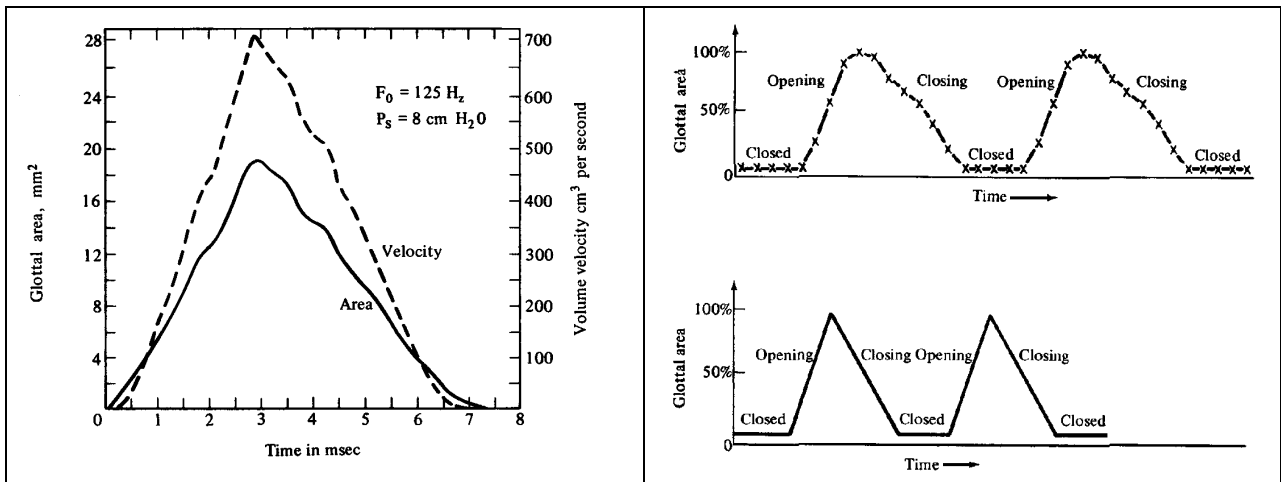 28
24
20
16
12
8
4
0
Glottal area, mm²
F₀ = 125 Hz
Pₛ = 8 cm H₂0
Velocity
Area
700
600
500
400
300
200
100
Volume velocity cm³ per second
0 1 2 3 4 5 6 7 8
Time in msec
100%
50%
0
Glottal area
Opening Closing Opening Closing
Closed Closed Closed
Time
100%
50%
0
Glottal area
Opening Closing Opening Closing
Closed Closed Closed
Time